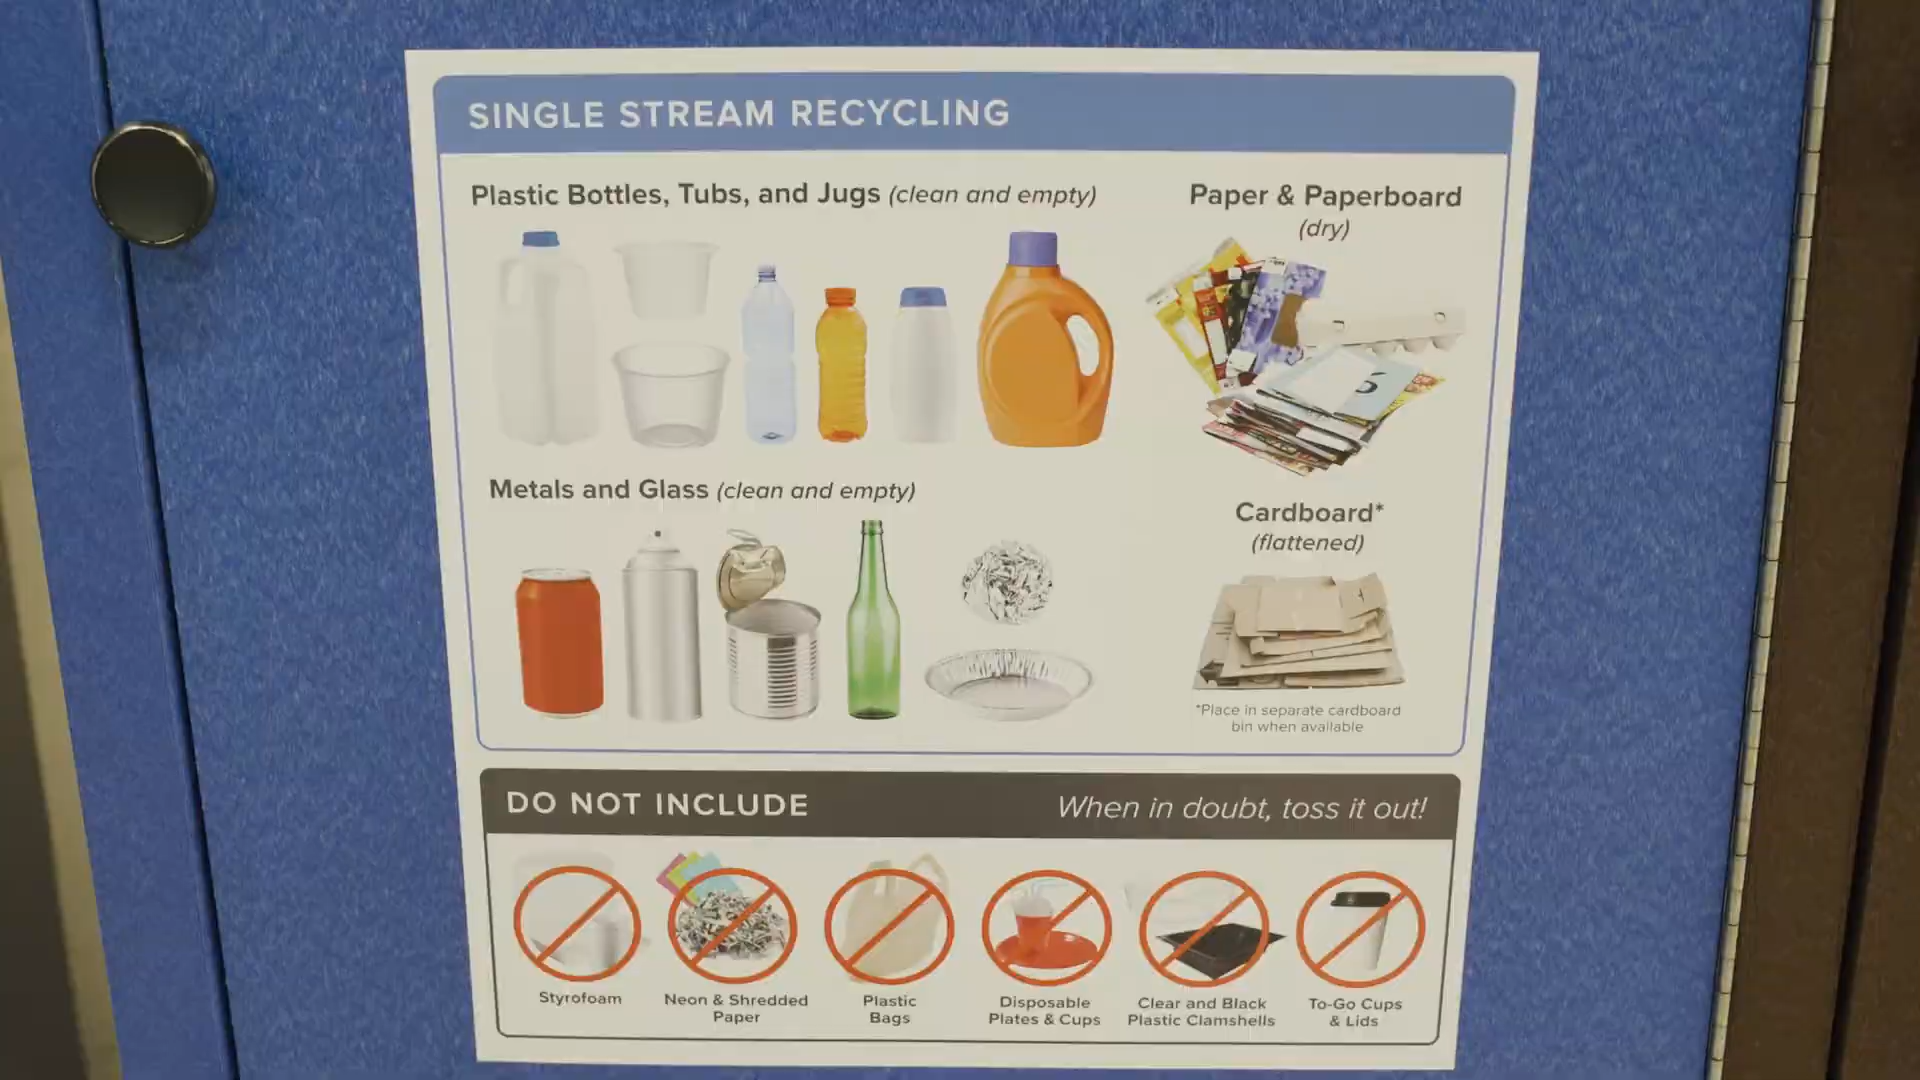 SINGLE STREAM RECYCLING
Plastic Bottles, Tubs, and Jugs (clean and empty)
Paper & Paperboard
(dry)
Metals and Glass (clean and empty)
Cardboard*
(flattened)
*Place in separate cardboard
bin when available
DO NOT INCLUDE
When in doubt, toss it out!
Styrofoam
Neon & Shredded
Paper
Plastic
Bags
Disposable
Plates & Cups
Clear and Black
Plastic Clamshells
To-Go Cups
& Lids